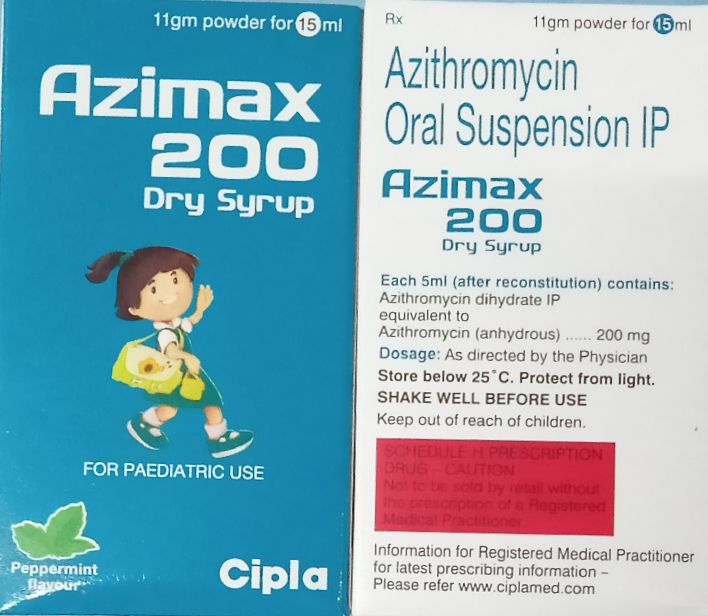 11gm powder for 15 ml
Azimax
200
Dry Syrup
FOR PAEDIATRIC USE
Peppermint
flavour
Cipla
Rx
11gm powder for 15 ml
Azithromycin
Oral Suspension IP
Azimax
200
Dry Syrup
Each 5ml (after reconstitution) contains:
Azithromycin dihydrate IP
equivalent to
Azithromycin (anhydrous) ...... 200 mg
Dosage: As directed by the Physician
Store below 25˚C. Protect from light.
SHAKE WELL BEFORE USE
Keep out of reach of children.
SCHEDULE H PRESCRIPTION
DRUG - CAUTION
Not to be sold by retail without
the prescription of a Registered
Medical Practitioner.
Information for Registered Medical Practitioner
for latest prescribing information –
Please refer www.ciplamed.com